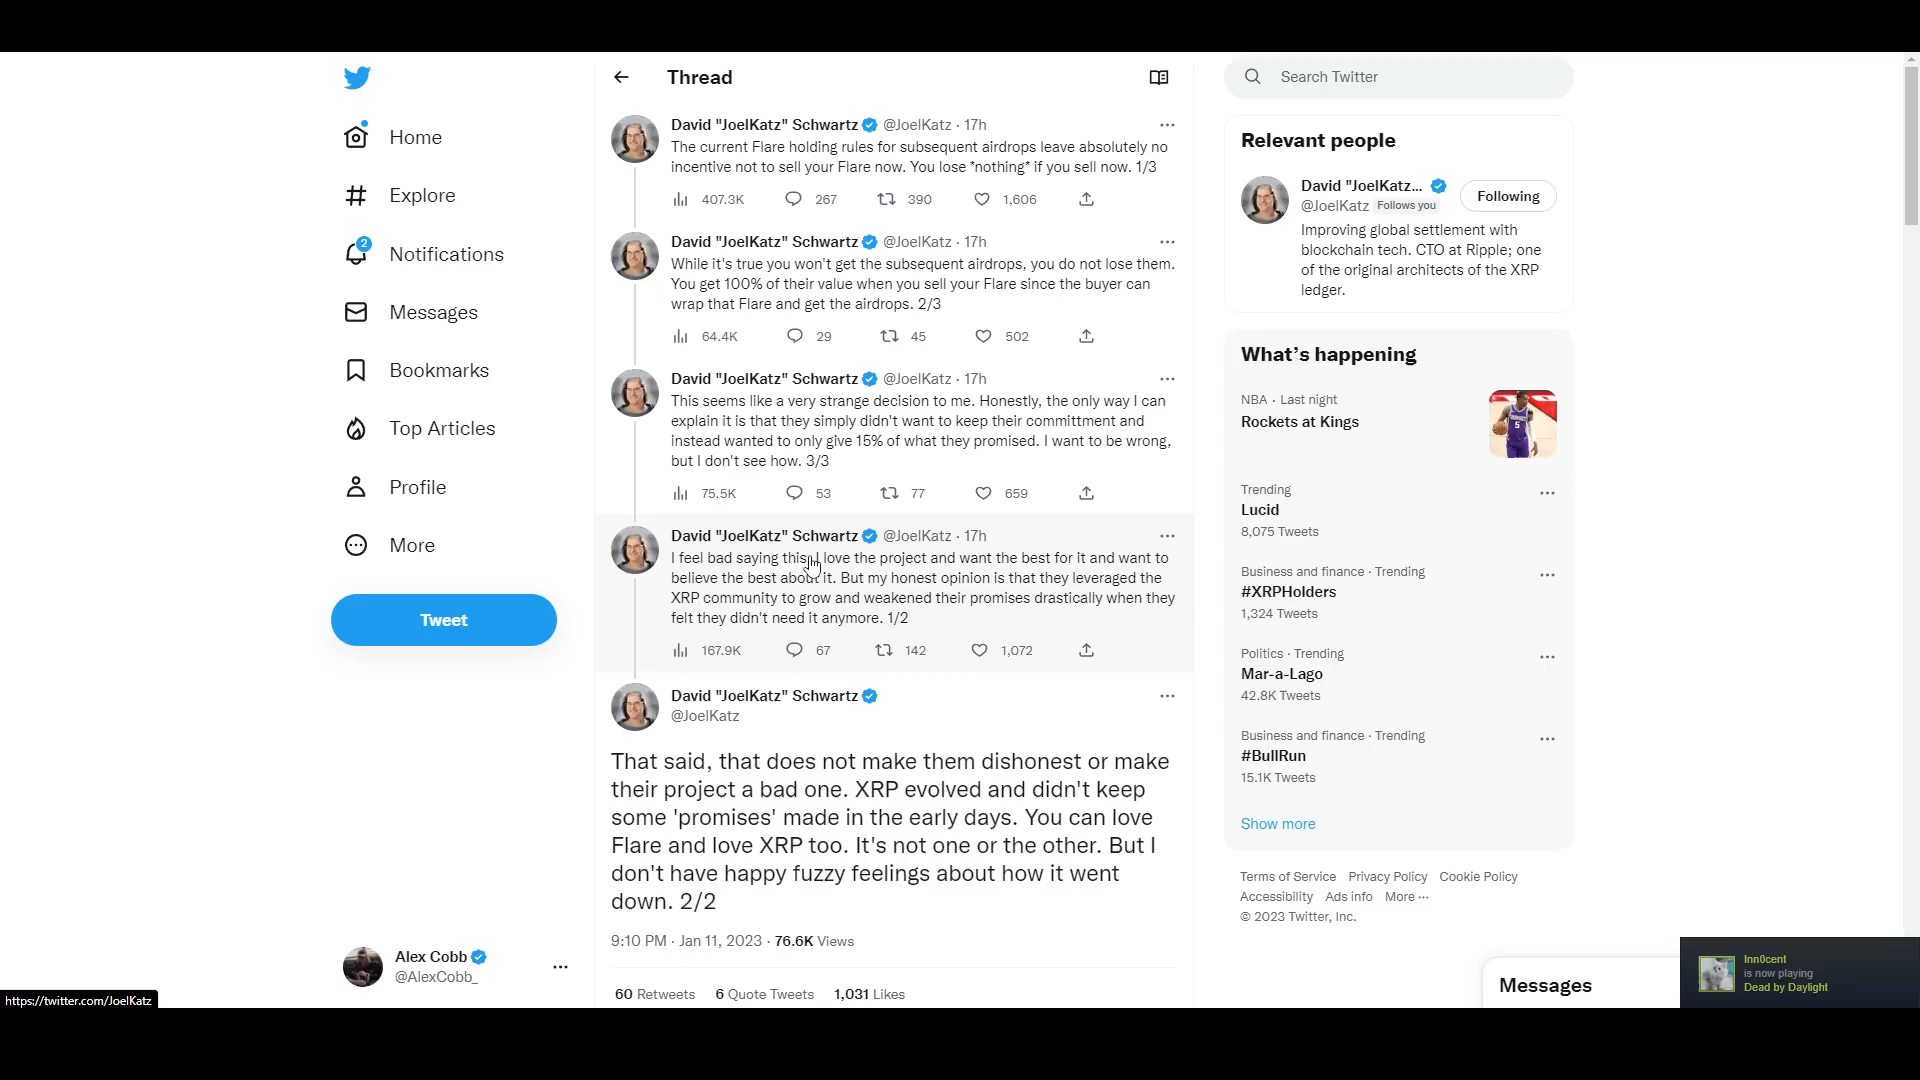 Home
Explore
2
Notifications
Messages
Bookmarks
Top Articles
Profile
More
Tweet
Alex Cobb
@AlexCobb_
https://twitter.com/JoelKatz
Thread
David "JoelKatz" Schwartz @JoelKatz · 17h
The current Flare holding rules for subsequent airdrops leave absolutely no
incentive not to sell your Flare now. You lose *nothing* if you sell now. 1/3
407.3K 267 390 1,606
David "JoelKatz" Schwartz @JoelKatz · 17h
While it's true you won't get the subsequent airdrops, you do not lose them.
You get 100% of their value when you sell your Flare since the buyer can
wrap that Flare and get the airdrops. 2/3
64.4K 29 45 502
David "JoelKatz" Schwartz @JoelKatz · 17h
This seems like a very strange decision to me. Honestly, the only way I can
explain it is that they simply didn't want to keep their committment and
instead wanted to only give 15% of what they promised. I want to be wrong,
but I don't see how. 3/3
75.5K 53 77 659
David "JoelKatz" Schwartz @JoelKatz · 17h
I feel bad saying this I love the project and want the best for it and want to
believe the best about it. But my honest opinion is that they leveraged the
XRP community to grow and weakened their promises drastically when they
felt they didn't need it anymore. 1/2
167.9K 67 142 1,072
David "JoelKatz" Schwartz
@JoelKatz
That said, that does not make them dishonest or make
their project a bad one. XRP evolved and didn't keep
some 'promises' made in the early days. You can love
Flare and love XRP too. It's not one or the other. But I
don't have happy fuzzy feelings about how it went
down. 2/2
9:10 PM · Jan 11, 2023 · 76.6K Views
60 Retweets 6 Quote Tweets 1,031 Likes
Search Twitter
Relevant people
David "JoelKatz...
@JoelKatz Follows you
Following
Improving global settlement with
blockchain tech. CTO at Ripple; one
of the original architects of the XRP
ledger.
What's happening
NBA · Last night
Rockets at Kings
Trending
Lucid
8,075 Tweets
Business and finance · Trending
#XRPHolders
1,324 Tweets
Politics · Trending
Mar-a-Lago
42.8K Tweets
Business and finance · Trending
#BullRun
15.1K Tweets
Show more
Terms of Service Privacy Policy Cookie Policy
Accessibility Ads info More ···
© 2023 Twitter, Inc.
Messages
Inn0cent
is now playing
Dead by Daylight